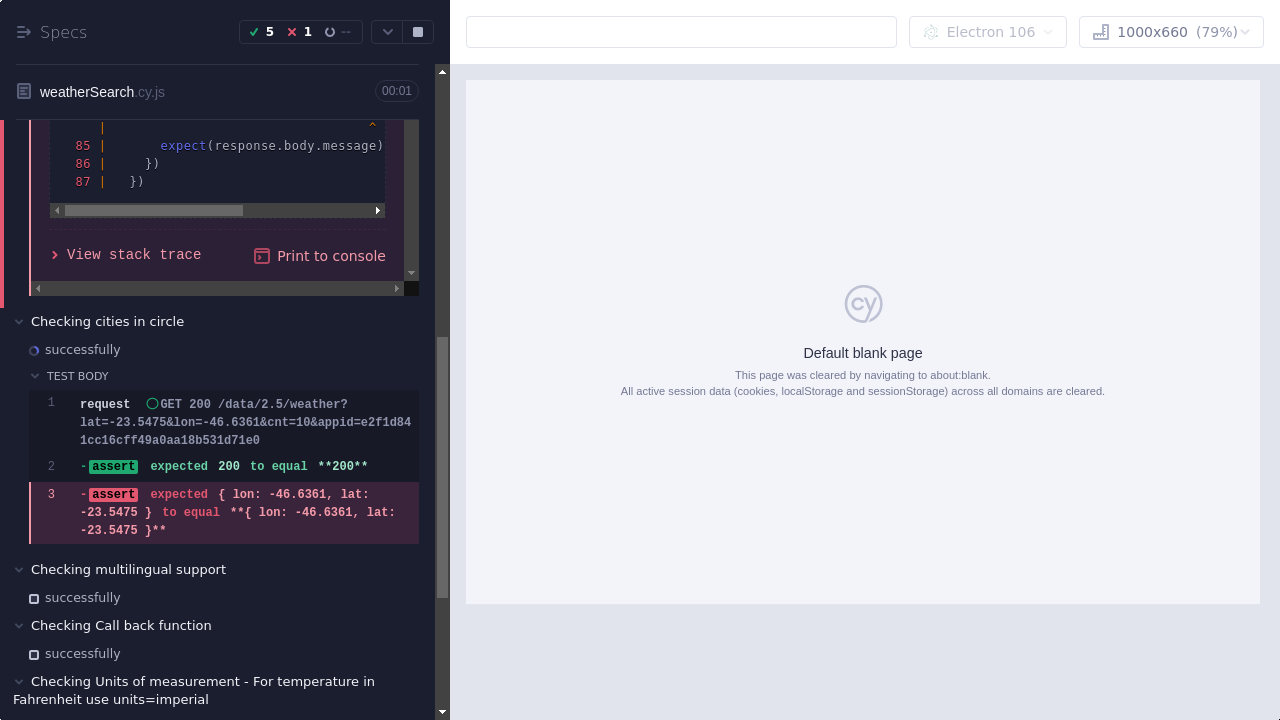 Specs
5
1
--
Electron 106
1000x660 (79%)
weatherSearch.cy.js
00:01
| ^
85 | expect(response.body.message)
86 | })
87 | })
View stack trace
Print to console
Checking cities in circle
successfully
TEST BODY
1 request GET 200 /data/2.5/weather?
lat=-23.5475&lon=-46.6361&cnt=10&appid=e2f1d84
1cc16cff49a0aa18b531d71e0
2 -assert expected 200 to equal **200**
3 -assert expected { lon: -46.6361, lat:
-23.5475 } to equal **{ lon: -46.6361, lat:
-23.5475 }**
Checking multilingual support
successfully
Checking Call back function
successfully
Checking Units of measurement - For temperature in
Fahrenheit use units=imperial
cy
Default blank page
This page was cleared by navigating to about:blank.
All active session data (cookies, localStorage and sessionStorage) across all domains are cleared.